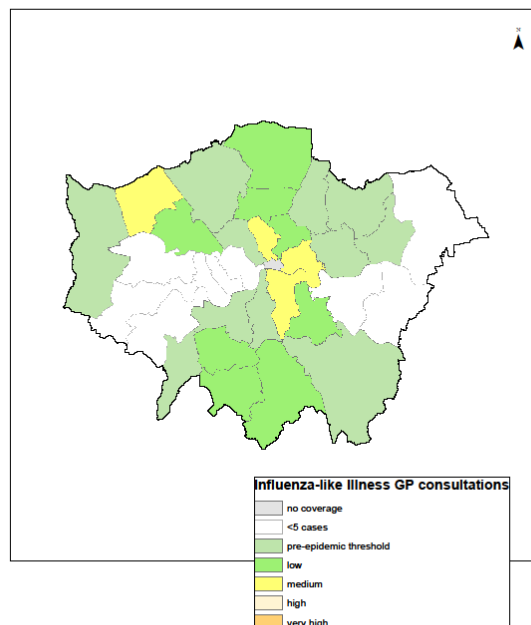 Influenza-like Illness GP consultations
no coverage
<5 cases
pre-epidemic threshold
low
medium
high
very high